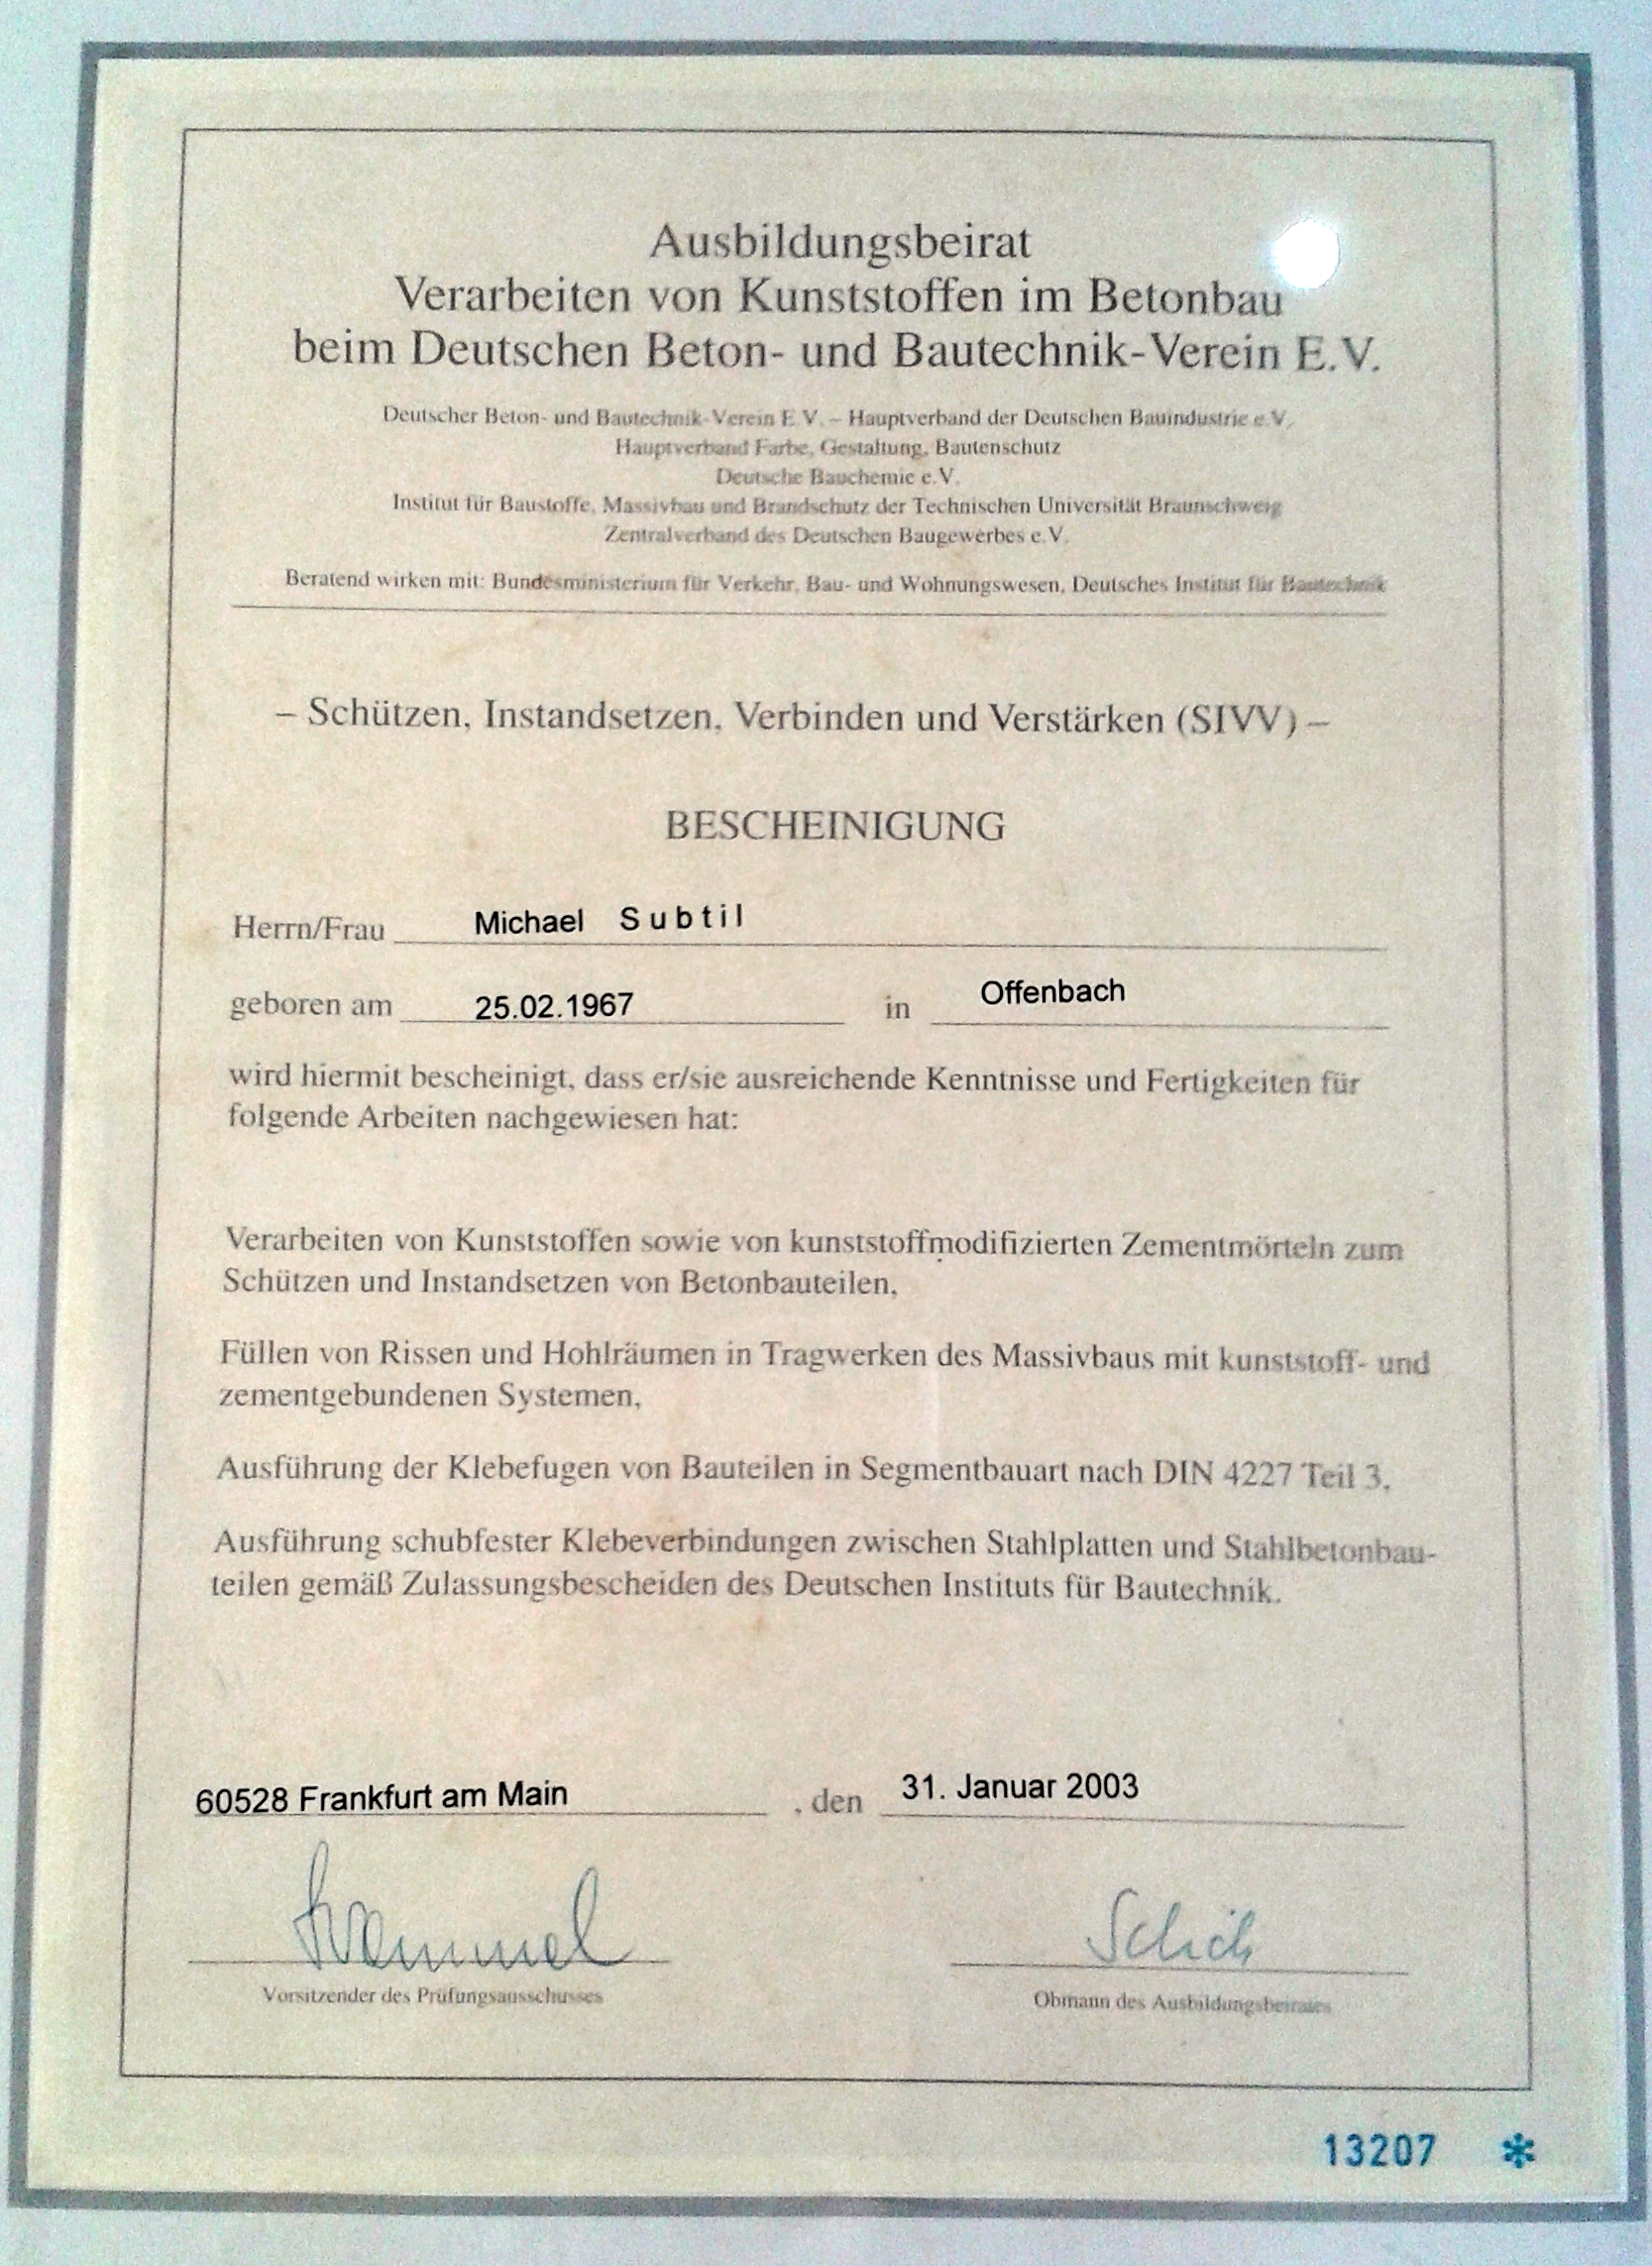 Ausbildungsbeirat
Verarbeiten von Kunststoffen im Betonbau
beim Deutschen Beton- und Bautechnik-Verein E.V.
Deutscher Beton- und Bautechnik-Verein E.V. – Hauptverband der Deutschen Bauindustrie e.V.
Hauptverband Farbe, Gestaltung, Bautenschutz
Deutsche Bauchemie e.V.
Institut für Baustoffe, Massivbau und Brandschutz der Technischen Universität Braunschweig
Zentralverband des Deutschen Baugewerbes e.V.
Beratend wirken mit: Bundesministerium für Verkehr, Bau- und Wohnungswesen, Deutsches Institut für Bautechnik
– Schützen, Instandsetzen, Verbinden und Verstärken (SIVV) –
BESCHEINIGUNG
Herrn/Frau Michael Subtil
geboren am 25.02.1967 in Offenbach
wird hiermit bescheinigt, dass er/sie ausreichende Kenntnisse und Fertigkeiten für
folgende Arbeiten nachgewiesen hat:
Verarbeiten von Kunststoffen sowie von kunststoffmodifizierten Zementmörteln zum
Schützen und Instandsetzen von Betonbauteilen,
Füllen von Rissen und Hohlräumen in Tragwerken des Massivbaus mit kunststoff- und
zementgebundenen Systemen,
Ausführung der Klebefugen von Bauteilen in Segmentbauart nach DIN 4227 Teil 3,
Ausführung schubfester Klebeverbindungen zwischen Stahlplatten und Stahlbetonbau-
teilen gemäß Zulassungsbescheiden des Deutschen Instituts für Bautechnik.
60528 Frankfurt am Main , den 31. Januar 2003
Vorsitzender des Prüfungsausschusses Obmann des Ausbildungsbeirates
13207 *